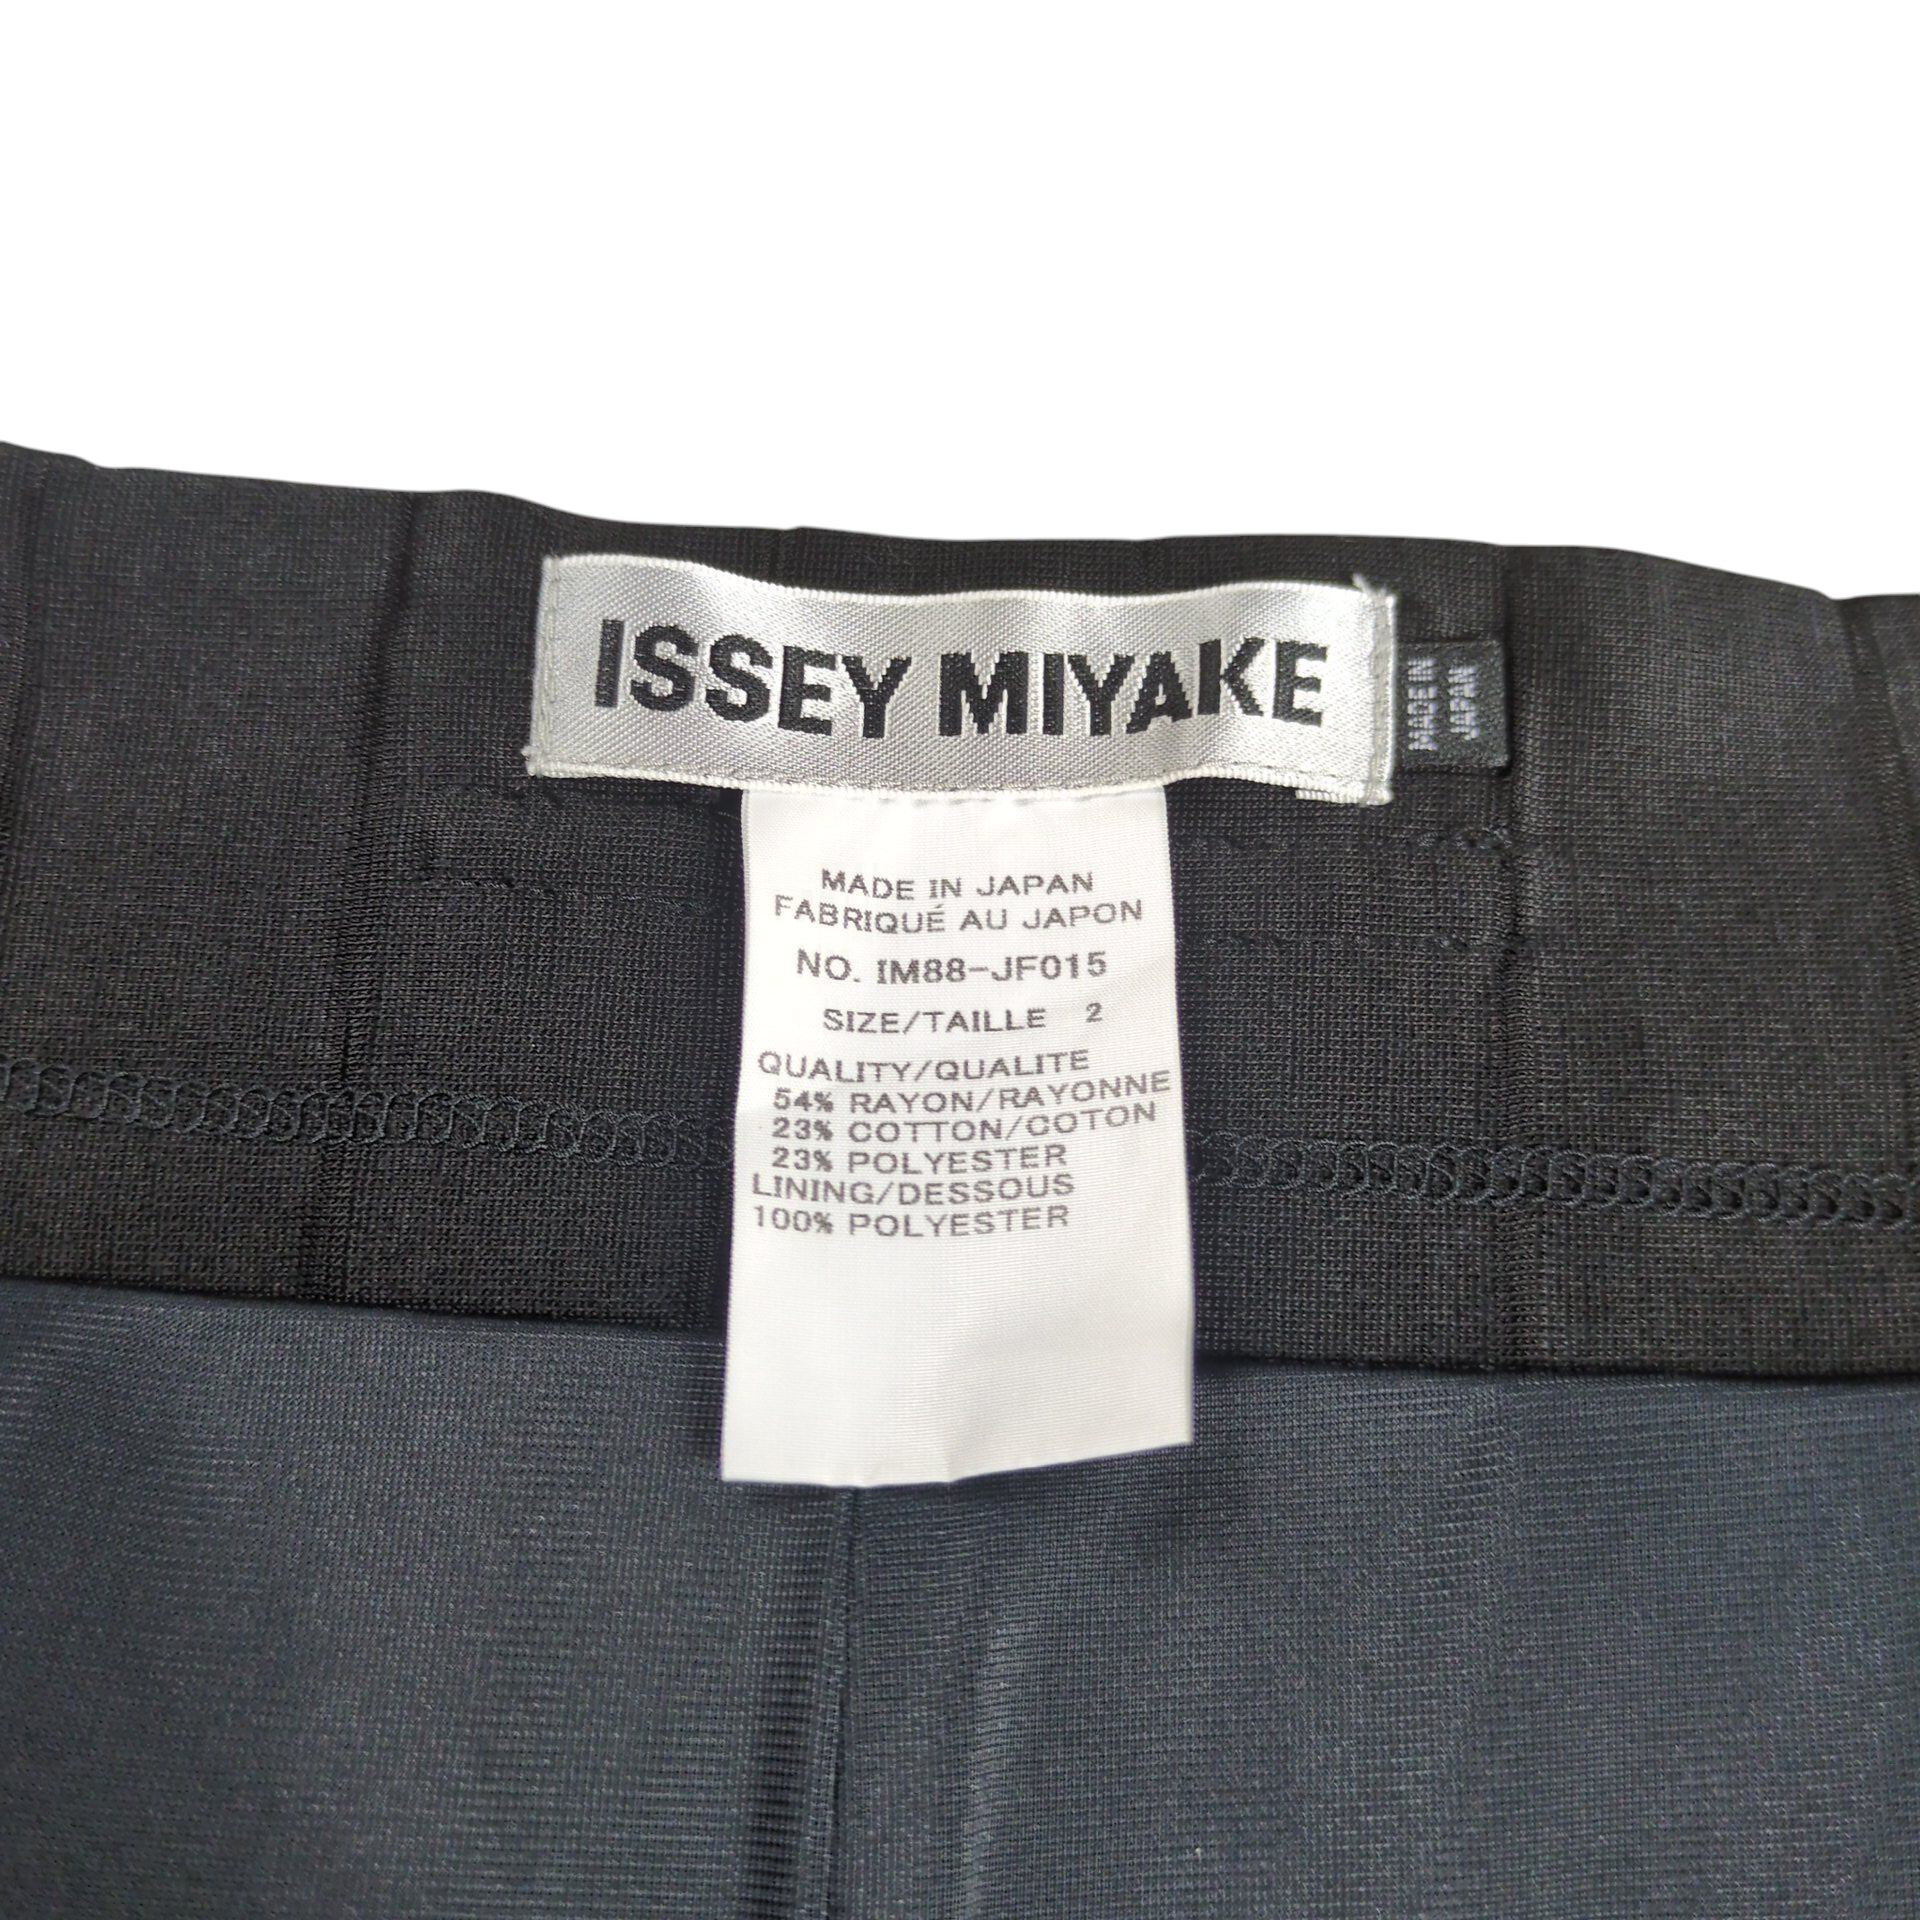 ISSEY MIYAKE
MADE IN
JAPAN
MADE IN JAPAN
FABRIQUÉ AU JAPON
NO. IM88-JF015
SIZE/TAILLE 2
QUALITY/QUALITE
54% RAYON/RAYONNE
23% COTTON/COTON
23% POLYESTER
LINING/DESSOUS
100% POLYESTER